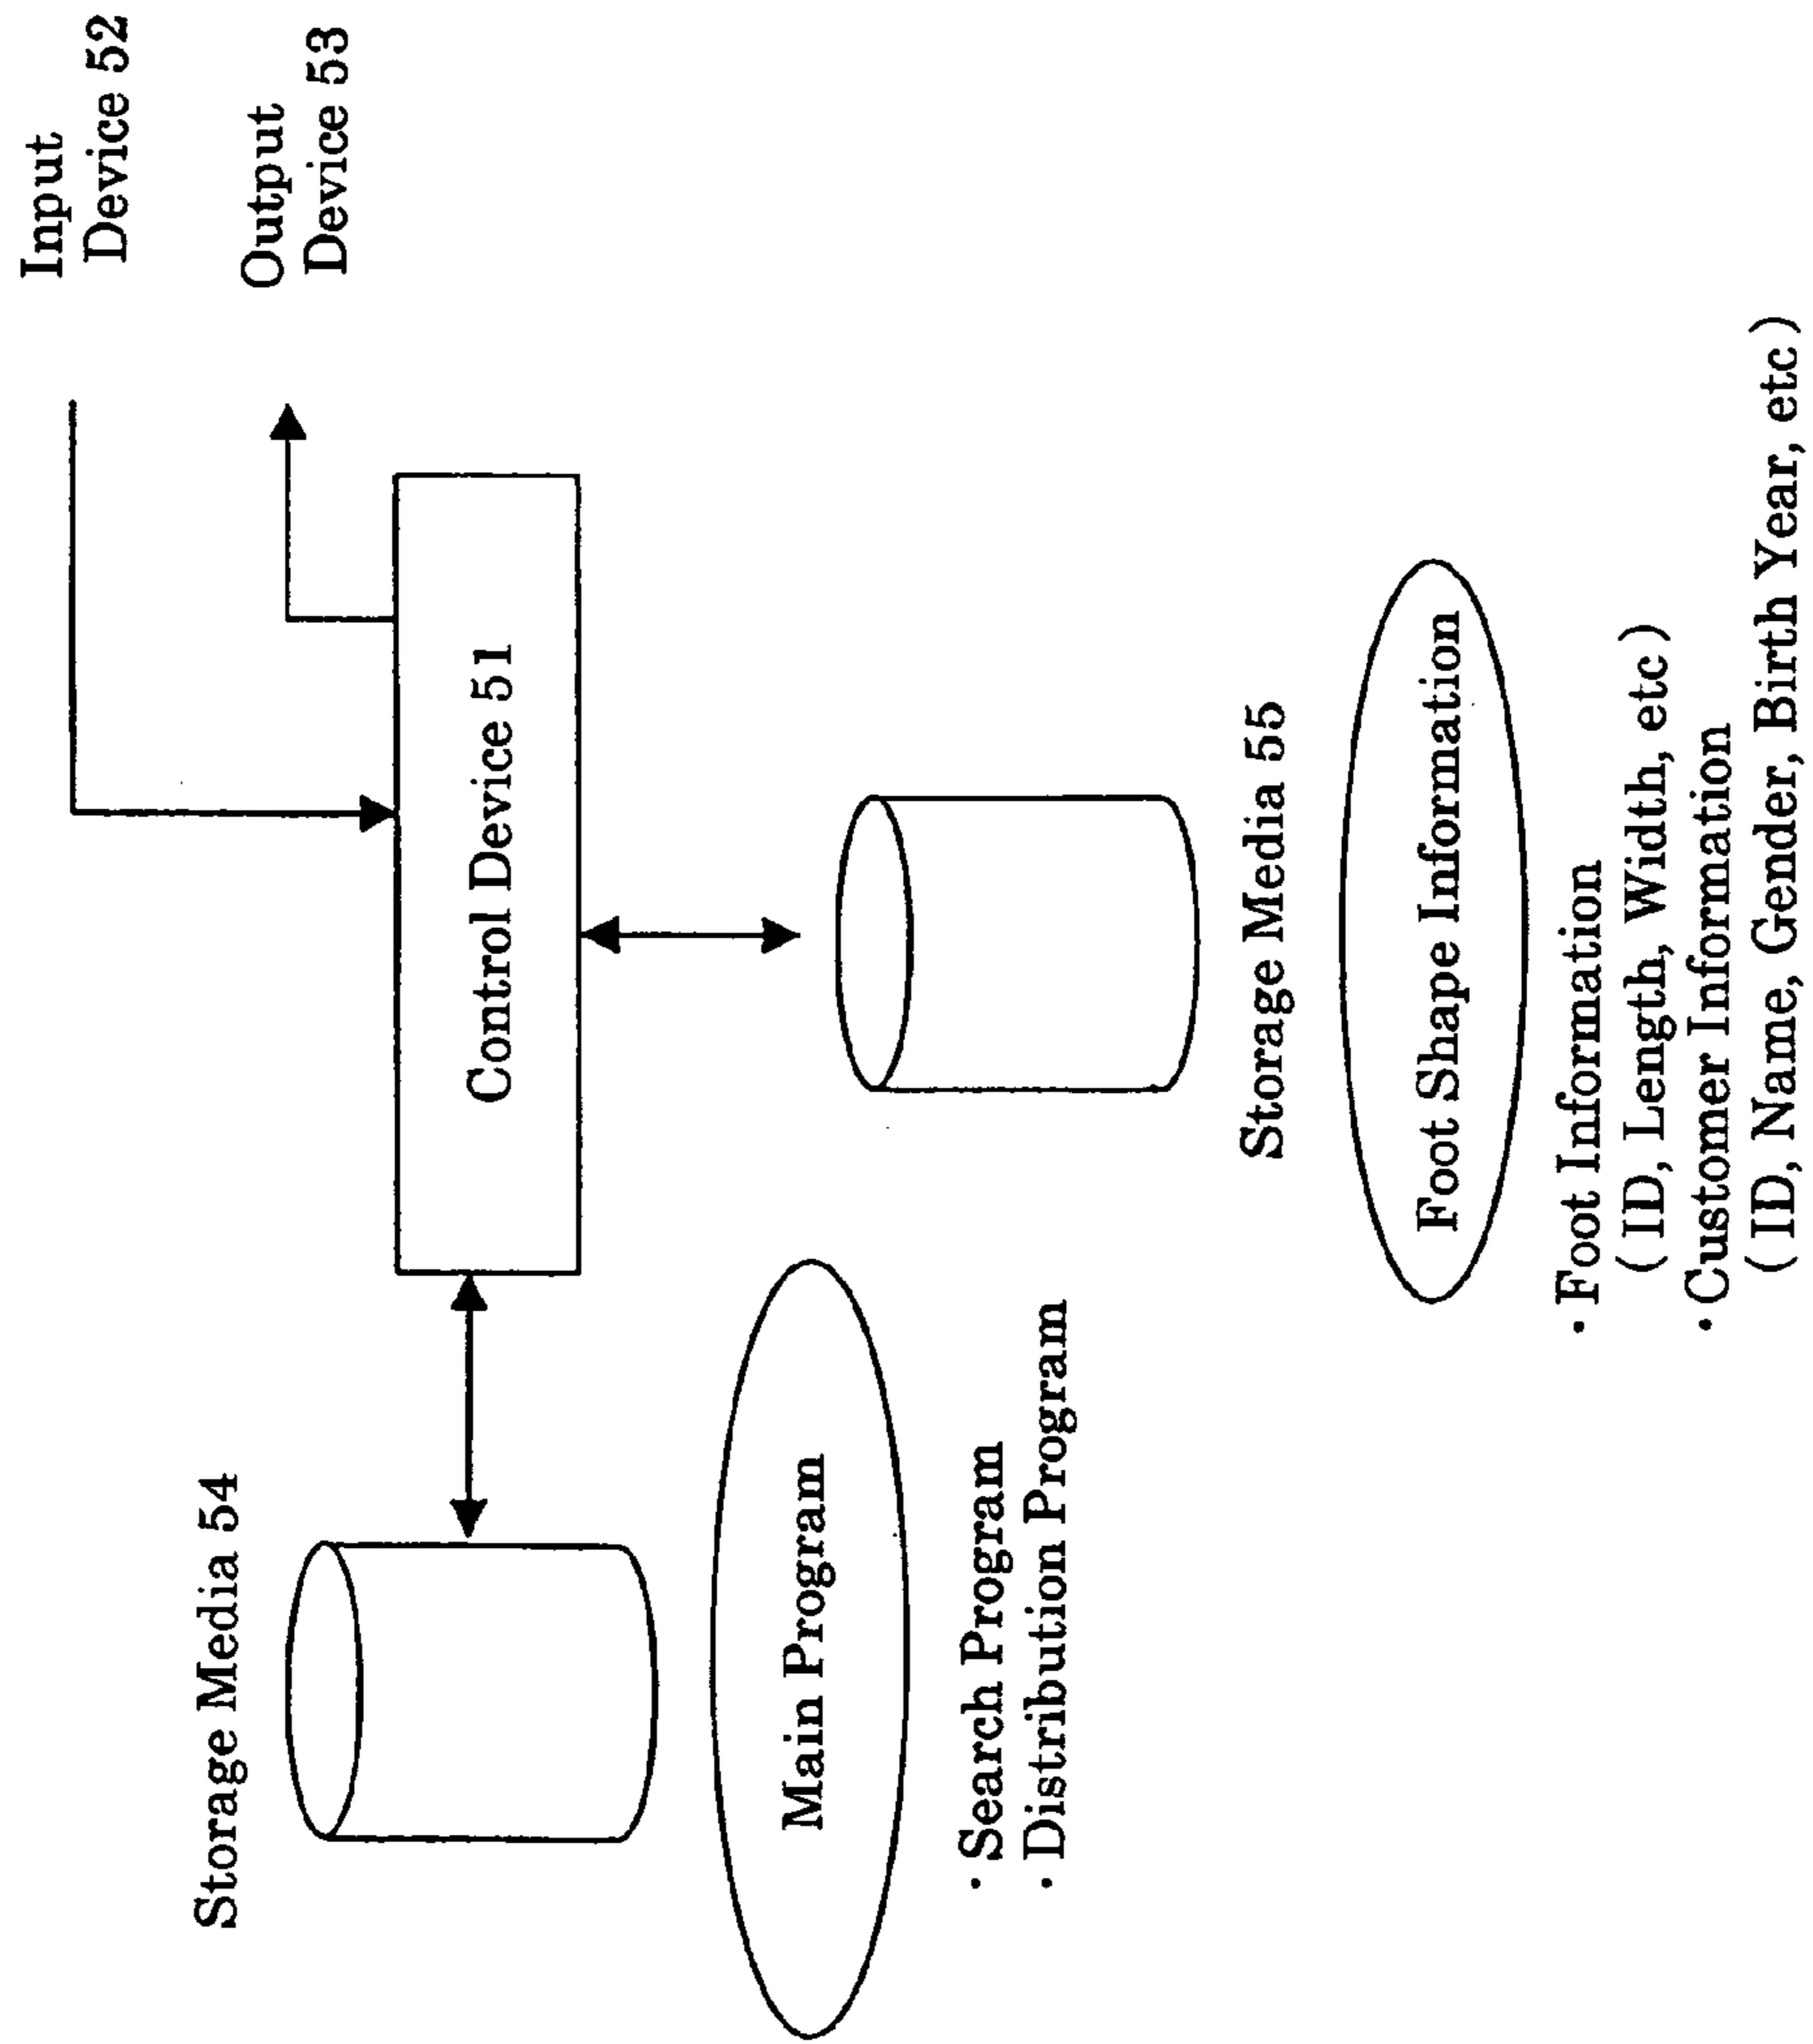 Input
Device 52
Output
Device 53
Storage Media 54
Control Device 51
Main Program
· Search Program
· Distribution Program
Storage Media 55
Foot Shape Information
· Foot Information
( ID, Length, Width, etc )
· Customer Information
( ID, Name, Gender, Birth Year, etc )